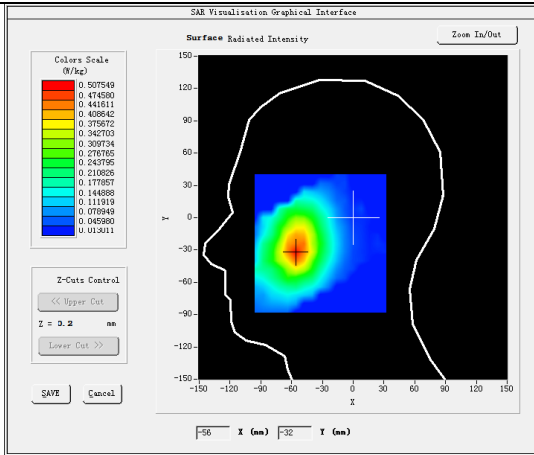 SAR Visualisation Graphical Interface
Surface Radiated Intensity
Zoom In/Out
Colors Scale
(W/kg)
0.507549
0.474580
0.441611
0.408642
0.375672
0.342703
0.309734
0.276765
0.243795
0.210826
0.177857
0.144888
0.111919
0.078949
0.045980
0.013011
150
120
90
60
30
0
-30
-60
-90
-120
-150
Y
-150 -120 -90 -60 -30 0 30 60 90 120 150
X
Z-Cuts Control
<< Upper Cut
Z = 3.2 mm
Lower Cut >>
SAVE Cancel
-56 X (mm) -32 Y (mm)